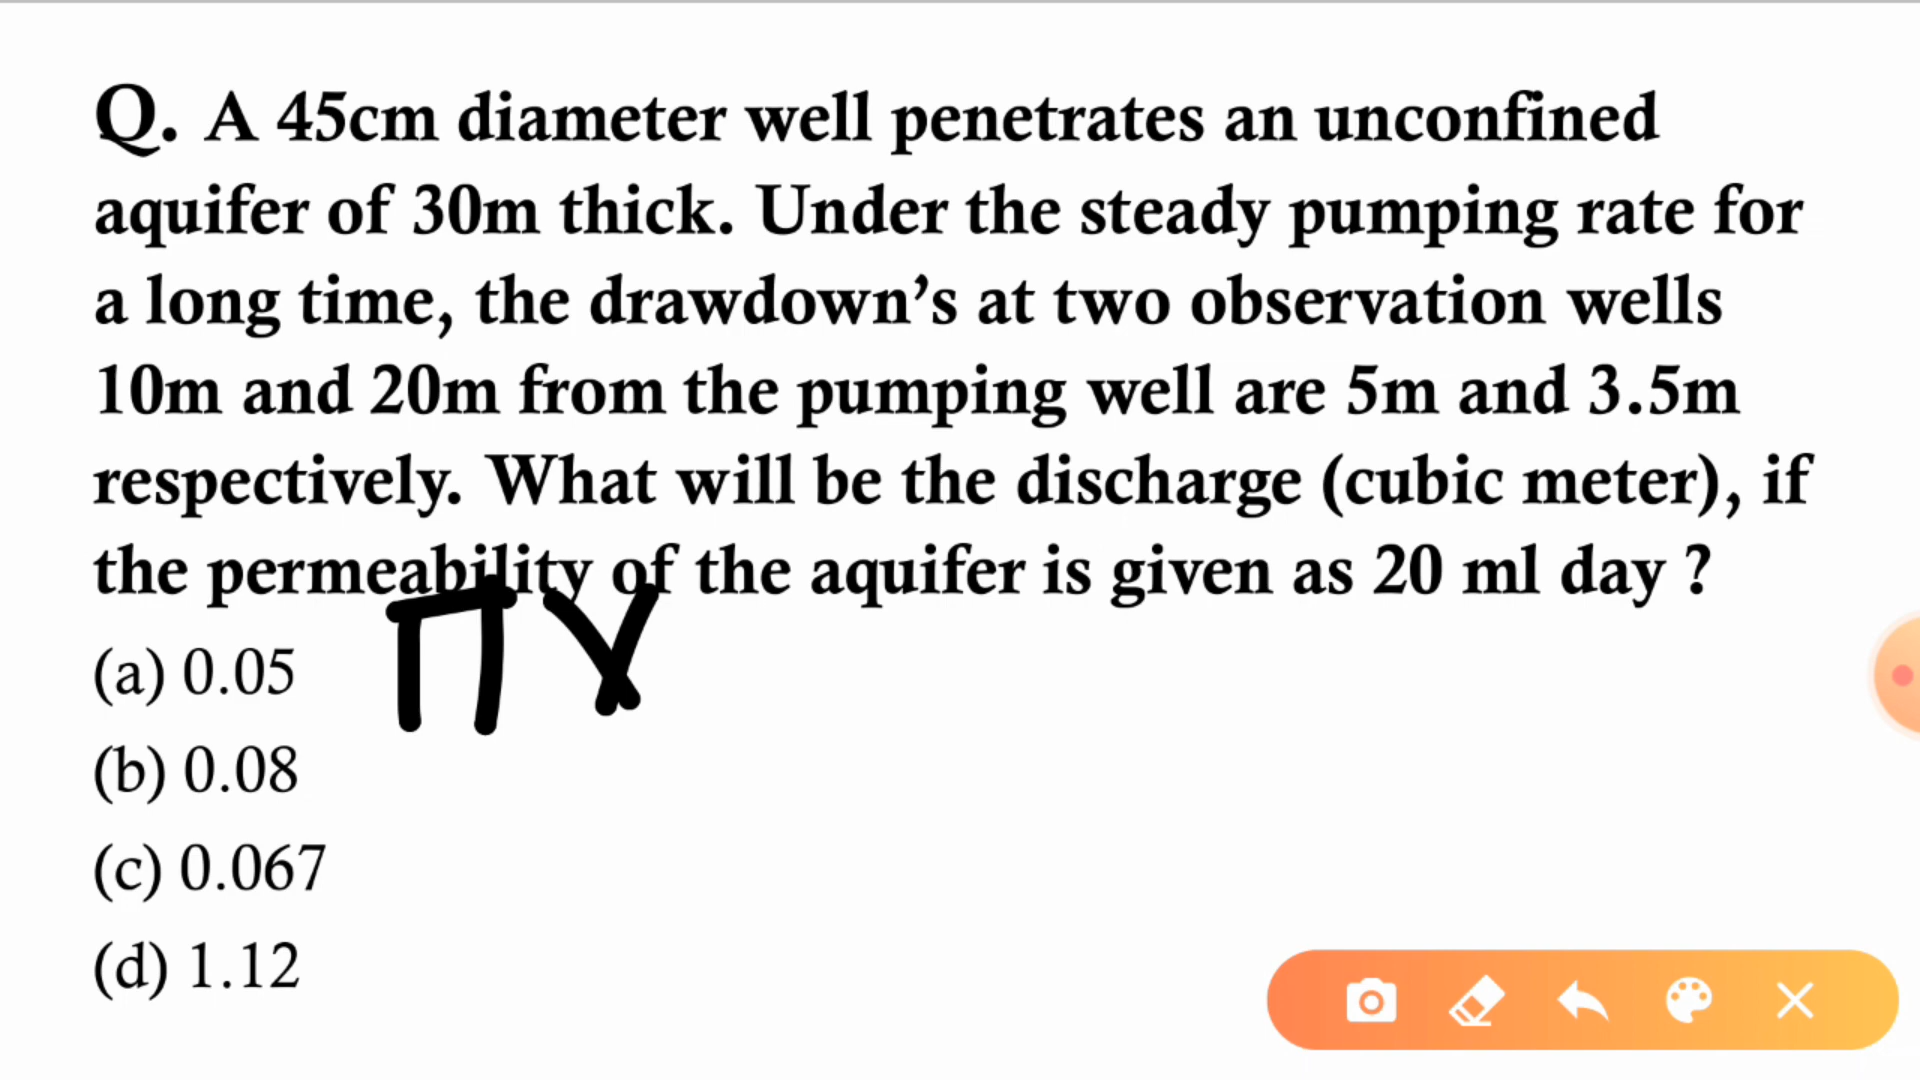 Q. A 45cm diameter well penetrates an unconfined
aquifer of 30m thick. Under the steady pumping rate for
a long time, the drawdown’s at two observation wells
10m and 20m from the pumping well are 5m and 3.5m
respectively. What will be the discharge (cubic meter), if
the permeability of the aquifer is given as 20 ml day ?
π x
(a) 0.05
(b) 0.08
(c) 0.067
(d) 1.12